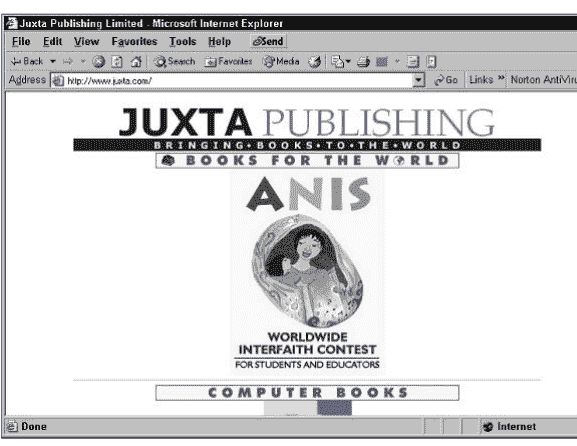 Juxta Publishing Limited - Microsoft Internet Explorer
File Edit View Favorites Tools Help Send
Back Search Favorites Media
Address http://www.juxta.com/ Go Links » Norton AntiViru
JUXTA PUBLISHING
BRINGING•BOOKS•TO•THE•WORLD
BOOKS FOR THE WORLD
ANIS
WORLDWIDE
INTERFAITH CONTEST
FOR STUDENTS AND EDUCATORS
COMPUTER BOOKS
Done Internet